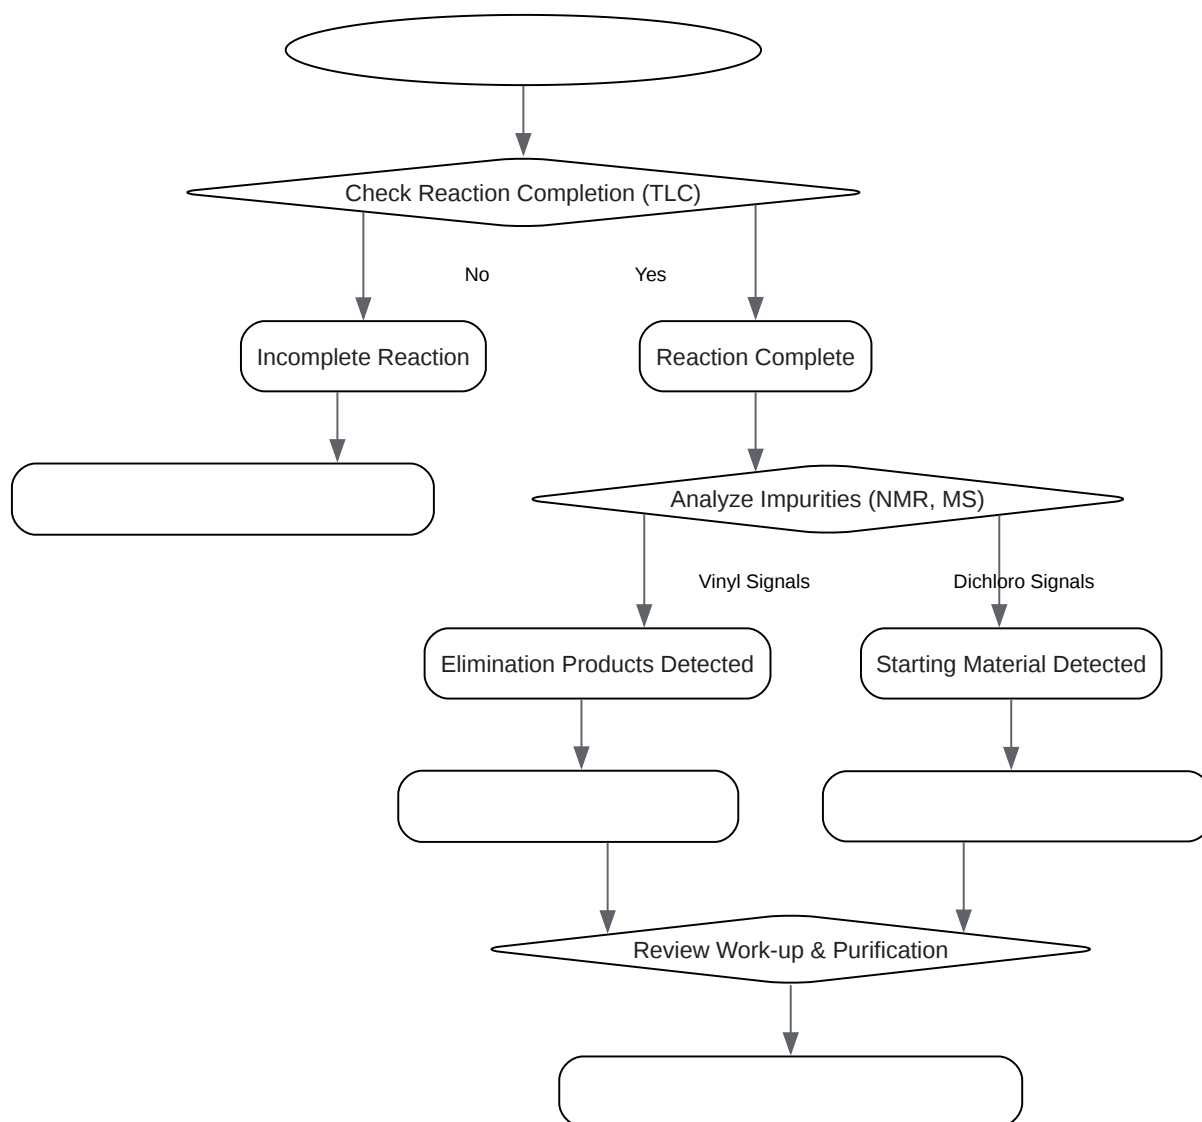 Check Reaction Completion (TLC)
No
Yes
Incomplete Reaction
Reaction Complete
Analyze Impurities (NMR, MS)
Vinyl Signals
Dichloro Signals
Elimination Products Detected
Starting Material Detected
Review Work-up & Purification